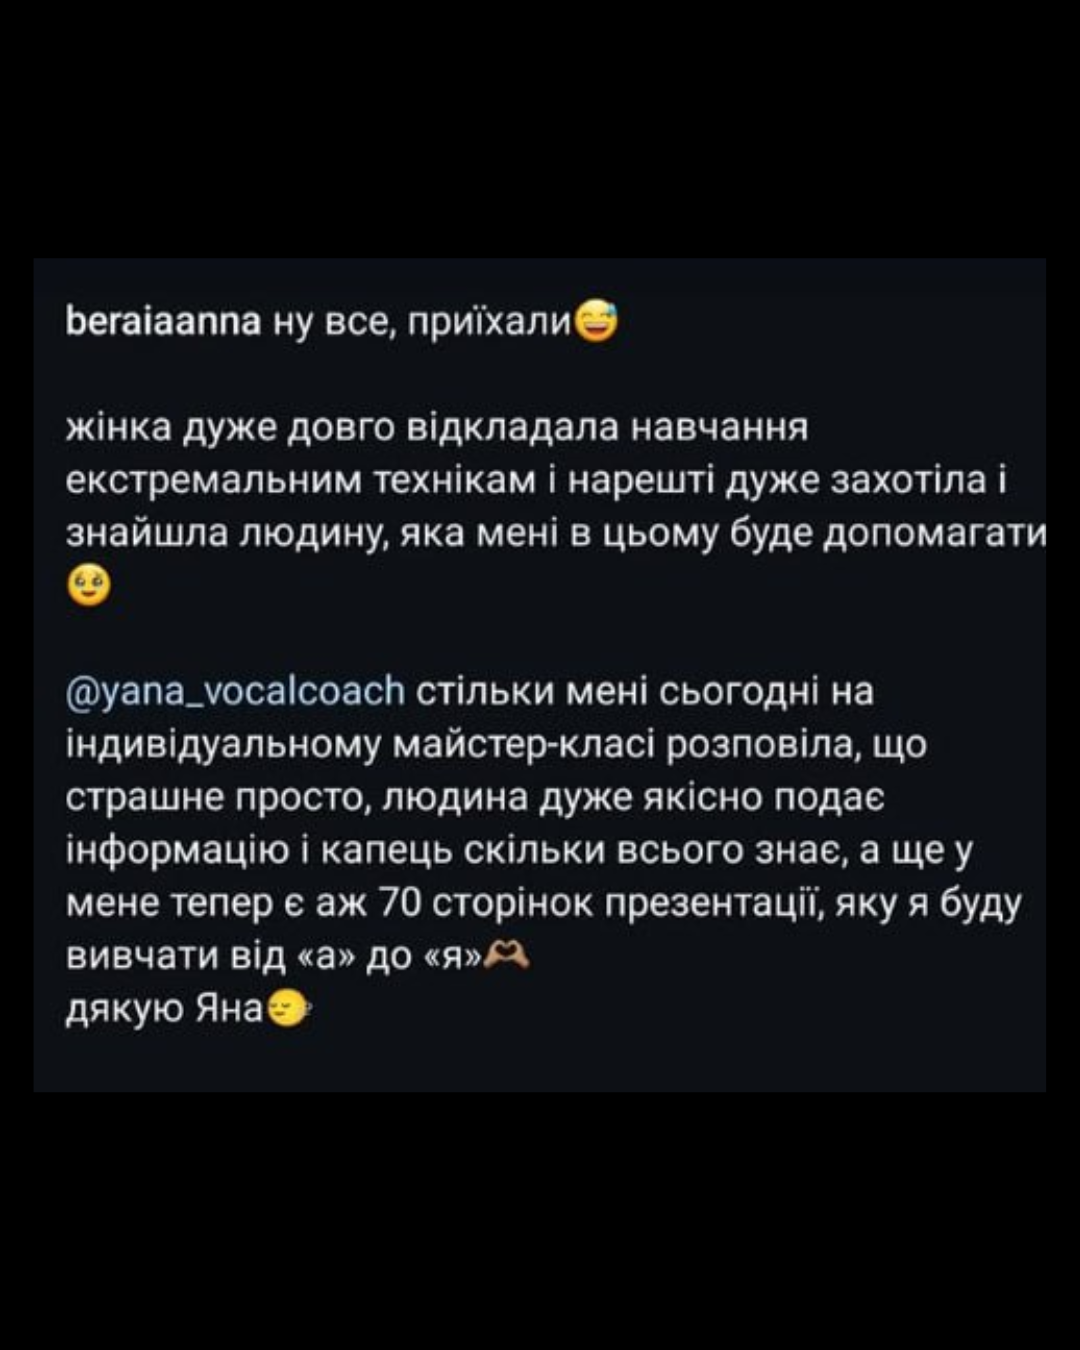 beraiaanna ну все, приїхали😅
жінка дуже довго відкладала навчання
екстремальним технікам і нарешті дуже захотіла і
знайшла людину, яка мені в цьому буде допомагати
🥹
@yana_vocalcoach стільки мені сьогодні на
індивідуальному майстер-класі розповіла, що
страшне просто, людина дуже якісно подає
інформацію і капець скільки всього знає, а ще у
мене тепер є аж 70 сторінок презентації, яку я буду
вивчати від «а» до «я»🫶🏽
дякую Яна